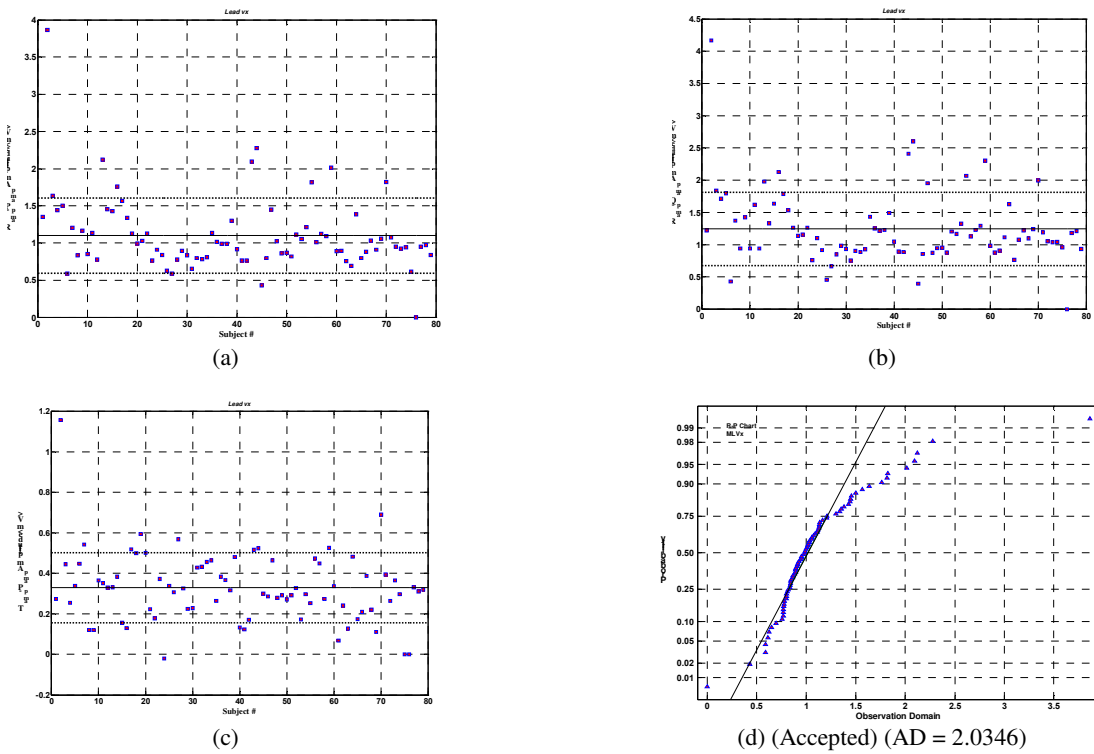 Lead vx
4
3.5
3
2.5
2
1.5
1
0.5
0
0 10 20 30 40 50 60 70 80
Subject #
(a)
Lead vx
4.5
4
3.5
3
2.5
2
1.5
1
0.5
0
0 10 20 30 40 50 60 70 80
Subject #
(b)
Lead vx
1.2
1
0.8
0.6
0.4
0.2
0
-0.2
0 10 20 30 40 50 60 70 80
Subject #
(c)
P-P Chart
MLVx
0.99
0.98
0.95
0.90
0.75
0.50
0.25
0.10
0.05
0.02
0.01
0 0.5 1 1.5 2 2.5 3 3.5
Observation Domain
(d) (Accepted) (AD = 2.0346)